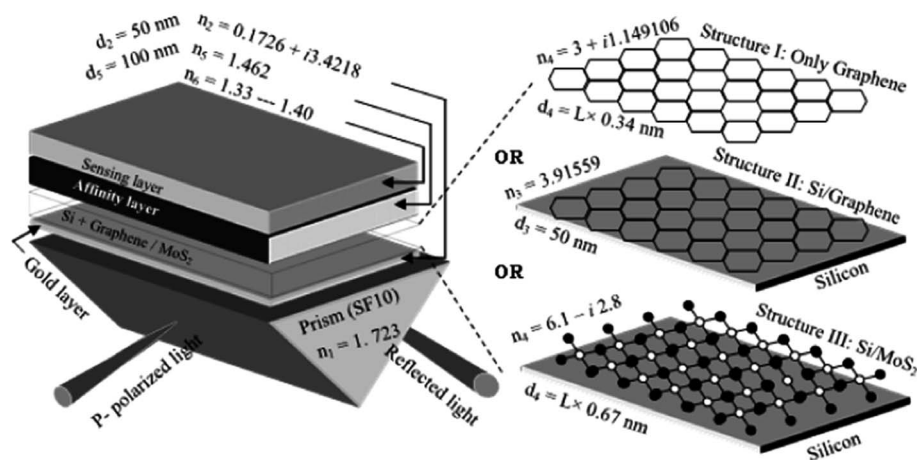 d₂ = 50 nm
n₂ = 0.1726 + i3.4218
d₅ = 100 nm
n₅ = 1.462
n₆ = 1.33 --- 1.40
Sensing layer
Affinity layer
Si + Graphene / MoS₂
Gold layer
Prism (SF10)
n₁ = 1. 723
P- polarized light
Reflected light
Structure I: Only Graphene
n₄ = 3 + i1.149106
d₄ = L× 0.34 nm
OR
Structure II: Si/Graphene
n₃ = 3.91559
d₃ = 50 nm
Silicon
OR
Structure III: Si/MoS₂
n₄ = 6.1 – i 2.8
d₄ = L× 0.67 nm
Silicon